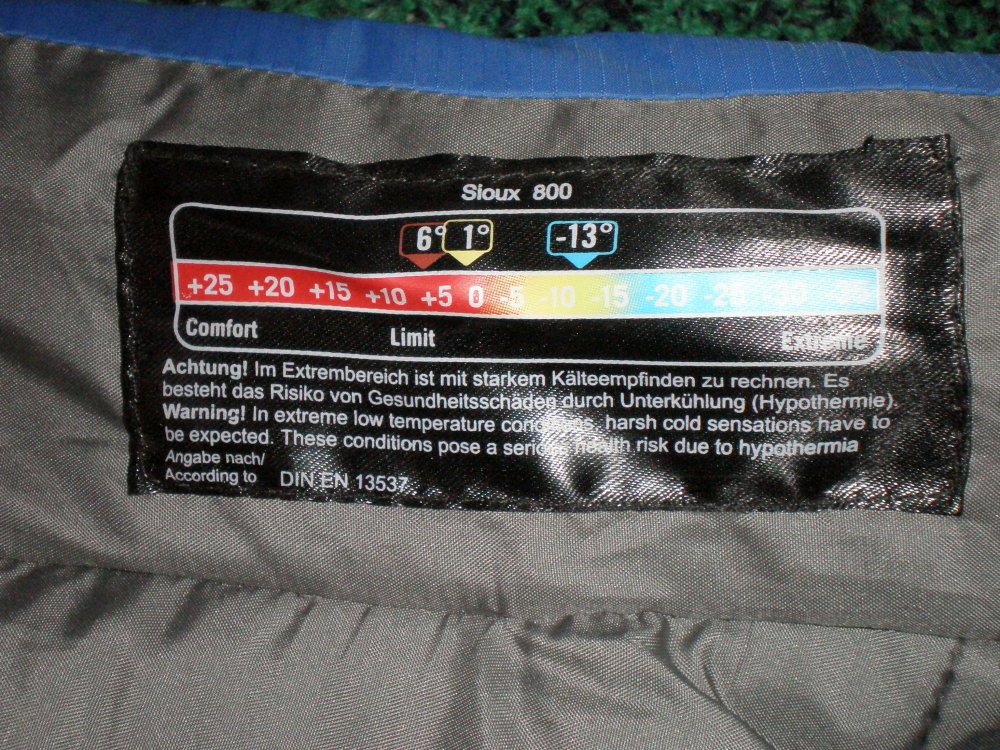 Sioux 800
6° 1° -13°
+25 +20 +15 +10 +5 0 -5 -10 -15 -20 -25 -30
Comfort Limit Extreme
Achtung! Im Extrembereich ist mit starkem Kälteempfinden zu rechnen. Es
besteht das Risiko von Gesundheitsschäden durch Unterkühlung (Hypothermie).
Warning! In extreme low temperature conditions, harsh cold sensations have to
be expected. These conditions pose a serious health risk due to hypothermia
Angabe nach/
According to DIN EN 13537